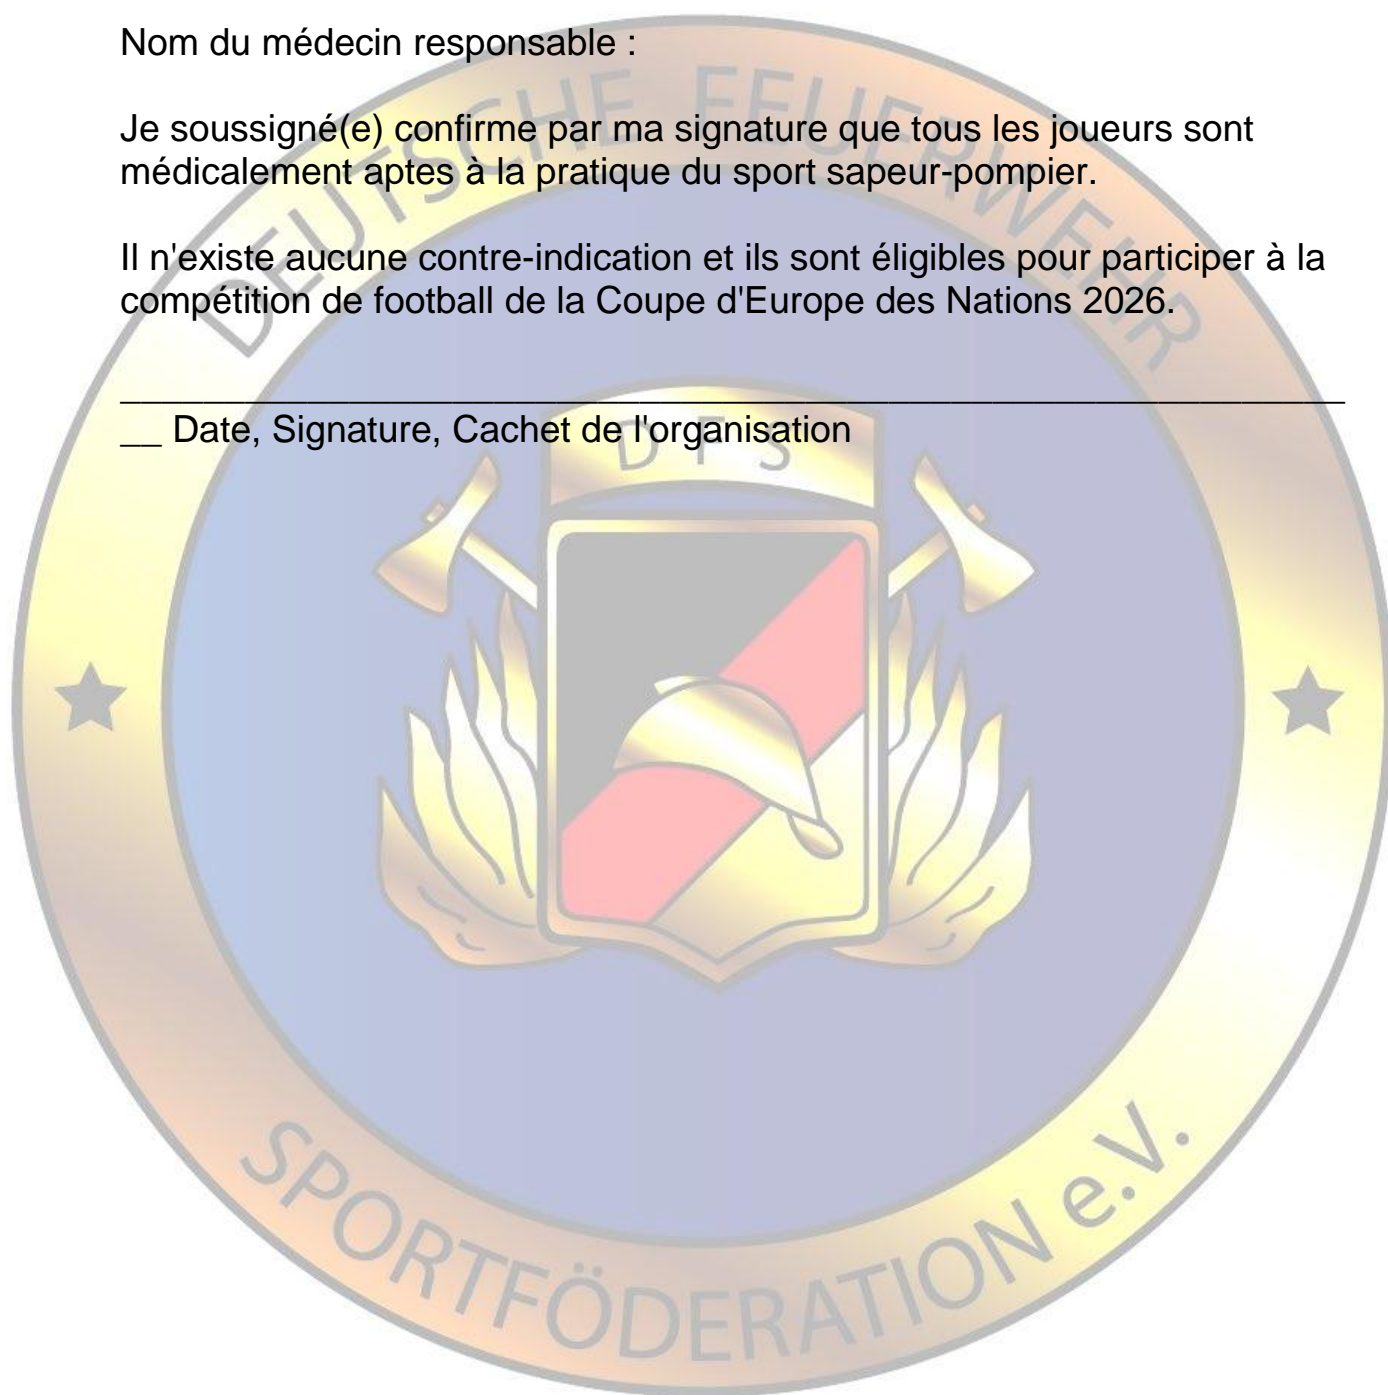 Nom du médecin responsable :
Je soussigné(e) confirme par ma signature que tous les joueurs sont
médicalement aptes à la pratique du sport sapeur-pompier.
Il n'existe aucune contre-indication et ils sont éligibles pour participer à la
compétition de football de la Coupe d'Europe des Nations 2026.
___________________________________________________________
__ Date, Signature, Cachet de l'organisation
DEUTSCHE FEUERWEHR
DFS
SPORTFÖDERATION e.V.